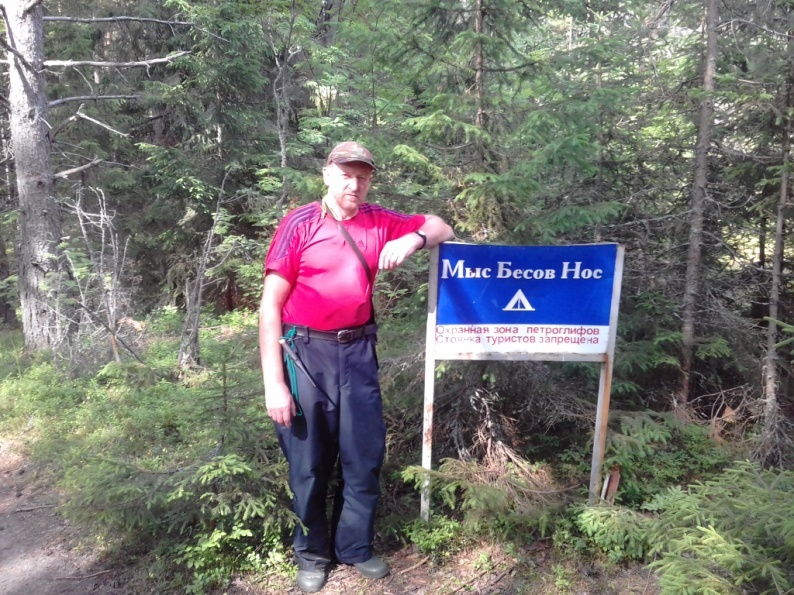 Мыс Бесов Нос
Охранная зона петроглифов
Стоянка туристов запрещена